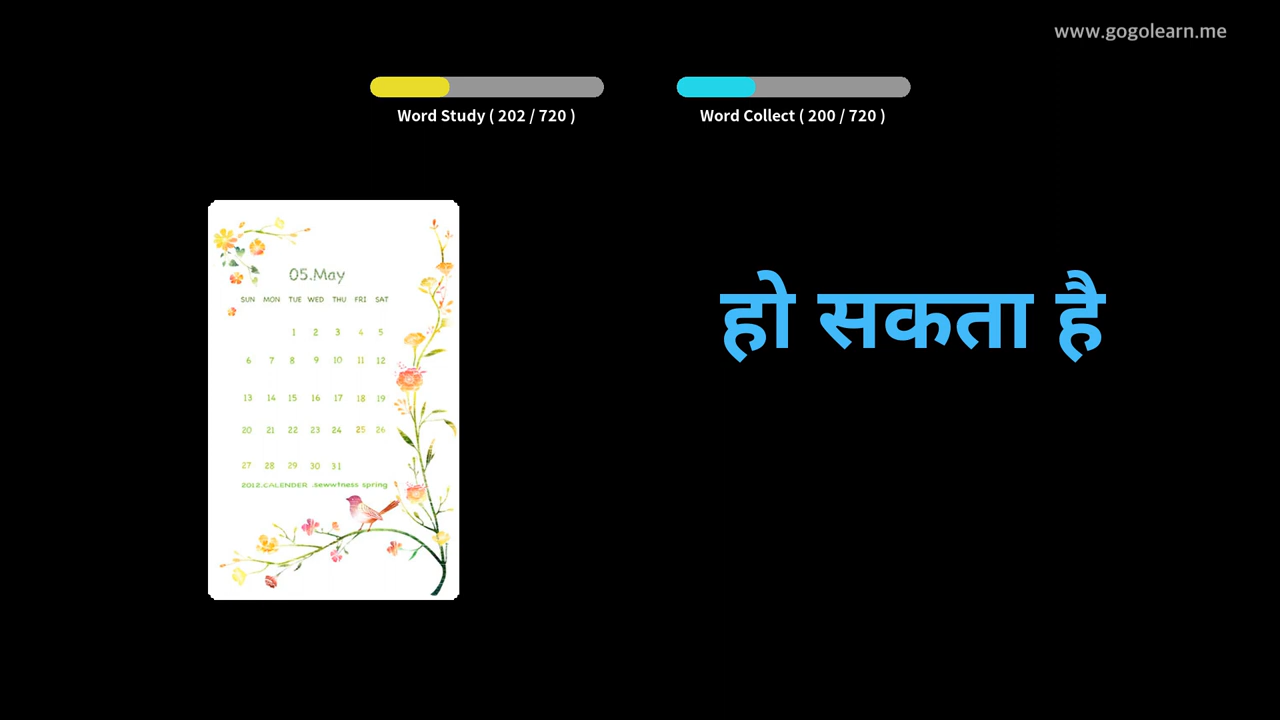 www.gogolearn.me
Word Study ( 202 / 720 )
Word Collect ( 200 / 720 )
05.May
SUN MON TUE WED THU FRI SAT
1 2 3 4 5
6 7 8 9 10 11 12
13 14 15 16 17 18 19
20 21 22 23 24 25 26
27 28 29 30 31
2012.CALENDER .sewwtness spring
हो सकता है